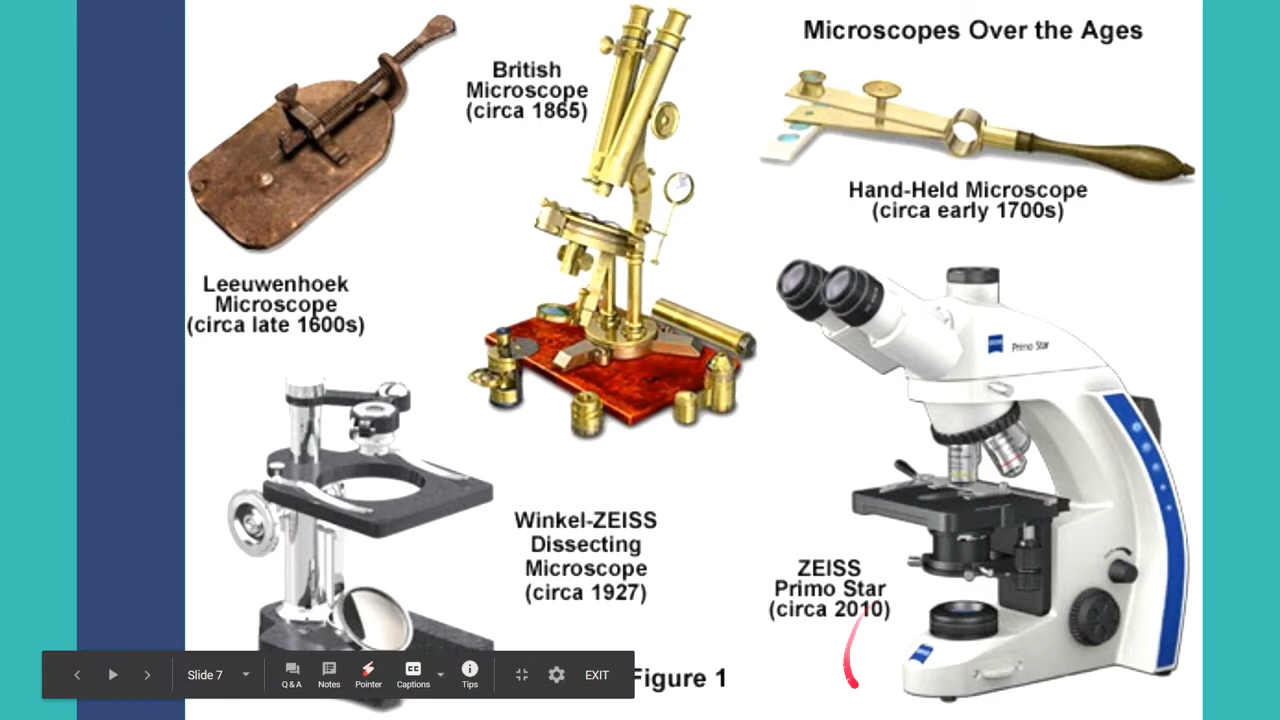 Microscopes Over the Ages
British
Microscope
(circa 1865)
Hand-Held Microscope
(circa early 1700s)
Leeuwenhoek
Microscope
(circa late 1600s)
Primo Star
Winkel-ZEISS
Dissecting
Microscope
(circa 1927)
ZEISS
Primo Star
(circa 2010)
Figure 1
Slide 7
Q & A
Notes
Pointer
CC
Captions
Tips
EXIT